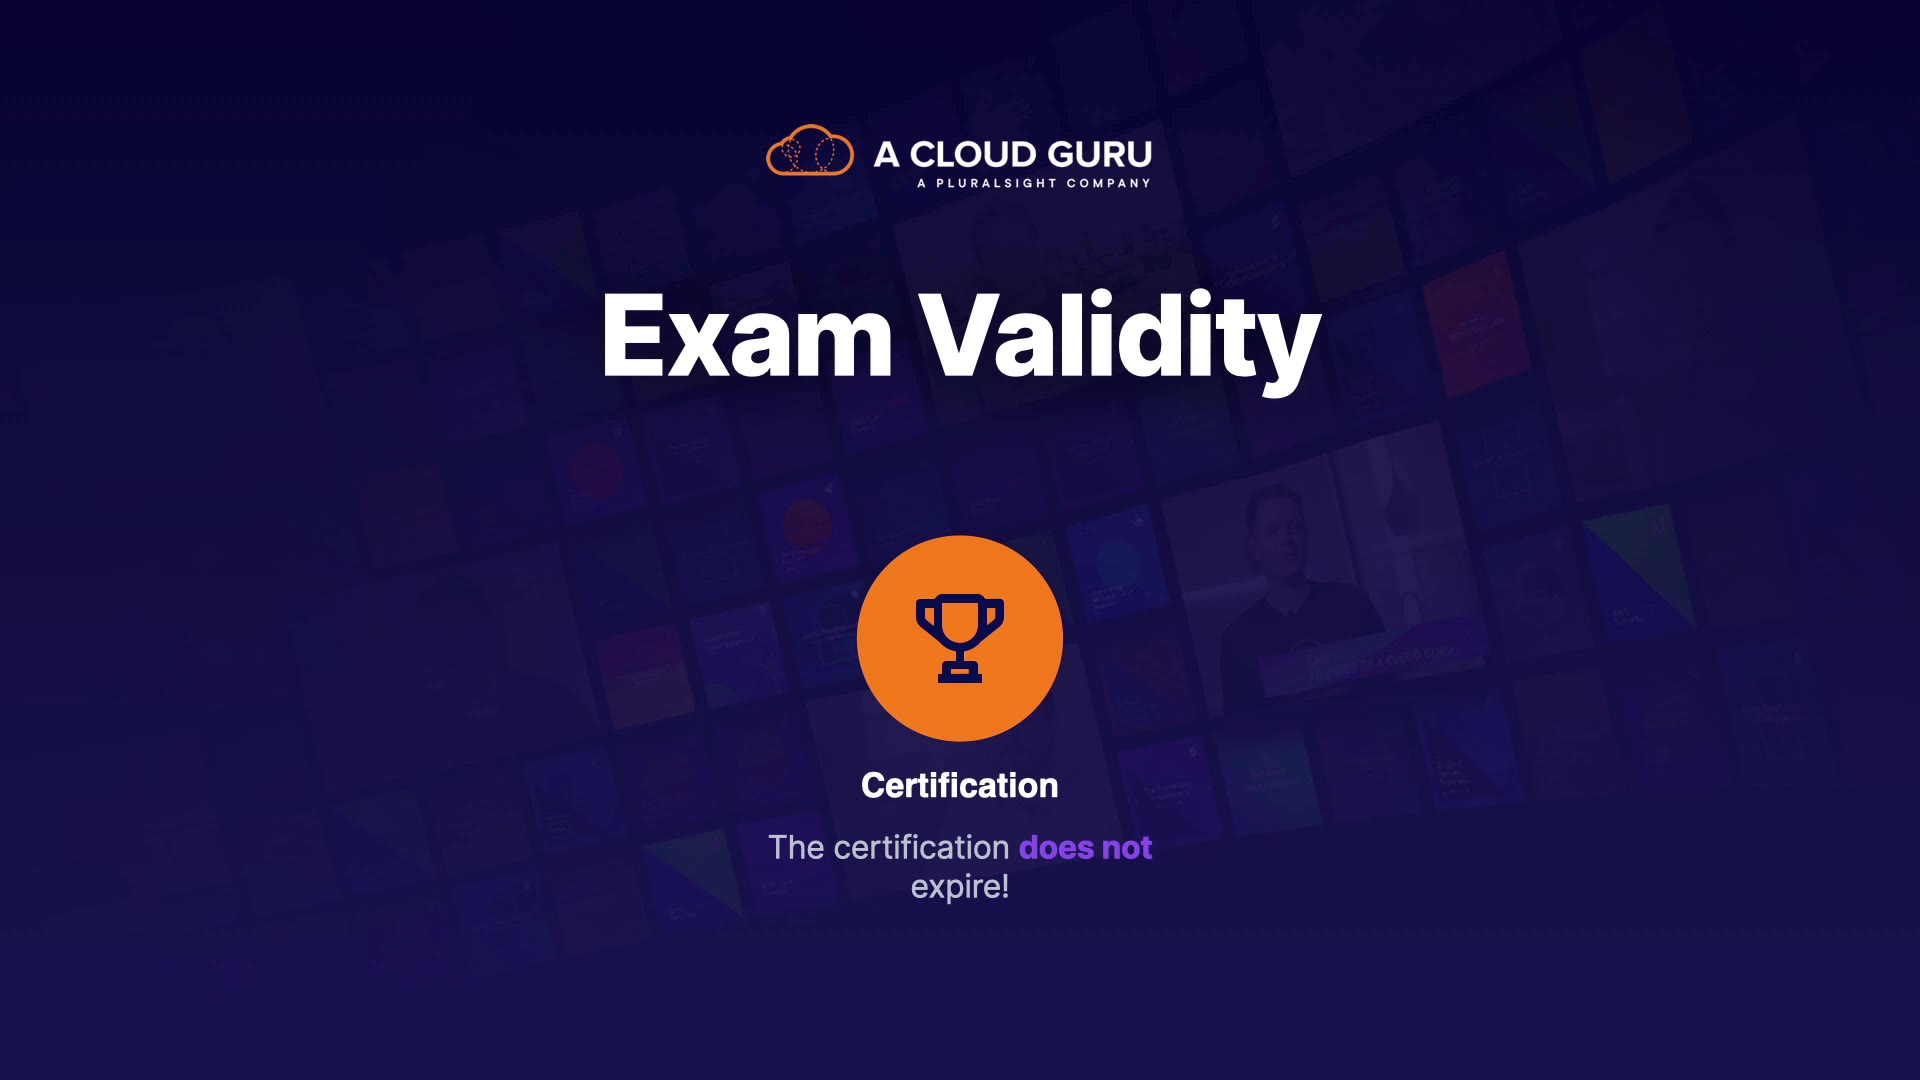 A CLOUD GURU
A PLURALSIGHT COMPANY
Exam Validity
Certification
The certification does not
expire!